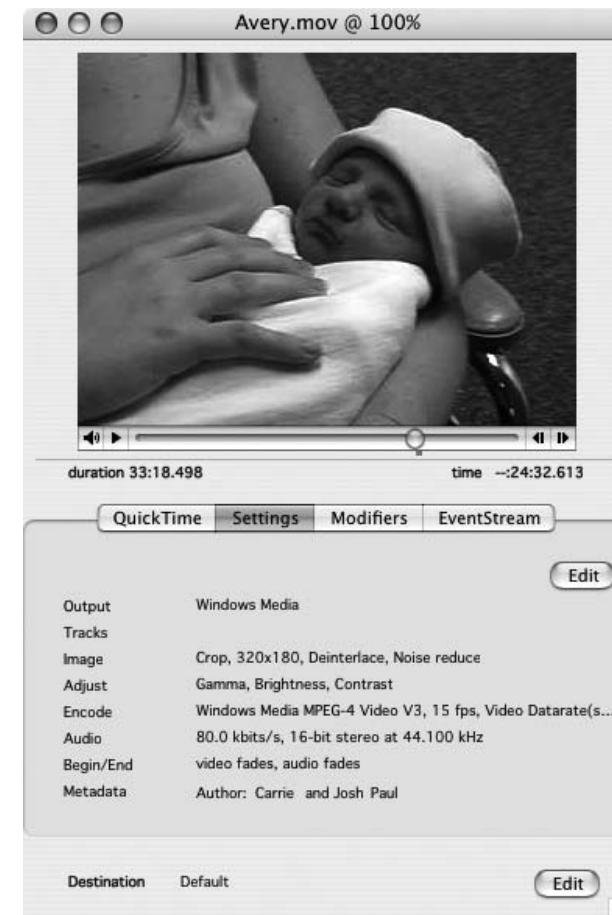 Avery.mov @ 100%
duration 33:18.498 time --:24:32.613
QuickTime Settings Modifiers EventStream
Edit
Output Windows Media
Tracks
Image Crop, 320x180, Deinterlace, Noise reduce
Adjust Gamma, Brightness, Contrast
Encode Windows Media MPEG-4 Video V3, 15 fps, Video Datarate(s...
Audio 80.0 kbits/s, 16-bit stereo at 44.100 kHz
Begin/End video fades, audio fades
Metadata Author: Carrie and Josh Paul
Destination Default Edit